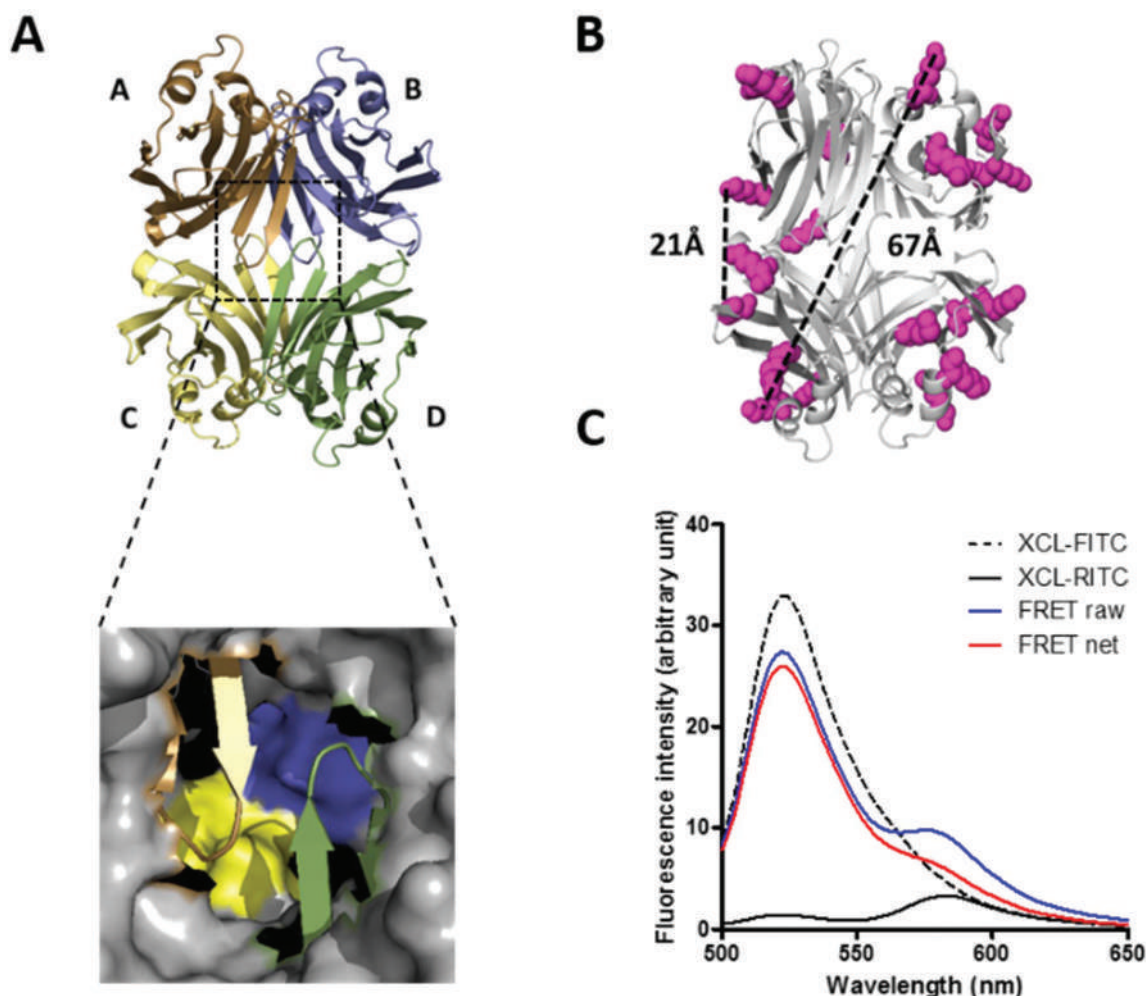 A
A
B
C
D
B
21Å
67Å
C
Fluorescence intensity (arbitrary unit)
40
30
20
10
0
500
550
600
650
Wavelength (nm)
XCL-FITC
XCL-RITC
FRET raw
FRET net